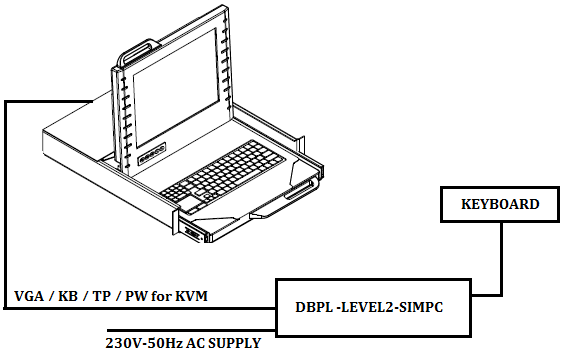 KEYBOARD
VGA / KB / TP / PW for KVM
DBPL -LEVEL2-SIMPC
230V-50Hz AC SUPPLY